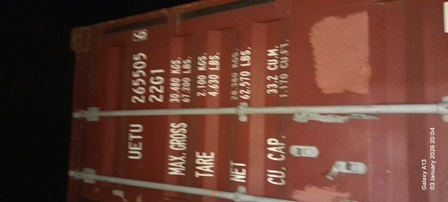 UETU 265505 6
22G1
MAX.GROSS 30.480 KGS.
67.200 LBS.
TARE 2.100 KGS.
4.630 LBS.
NET 28.380 KGS.
62.570 LBS.
CU. CAP. 33.2 CU.M.
1.170 CU.FT.
Galaxy A13
03 January 2026 20:04